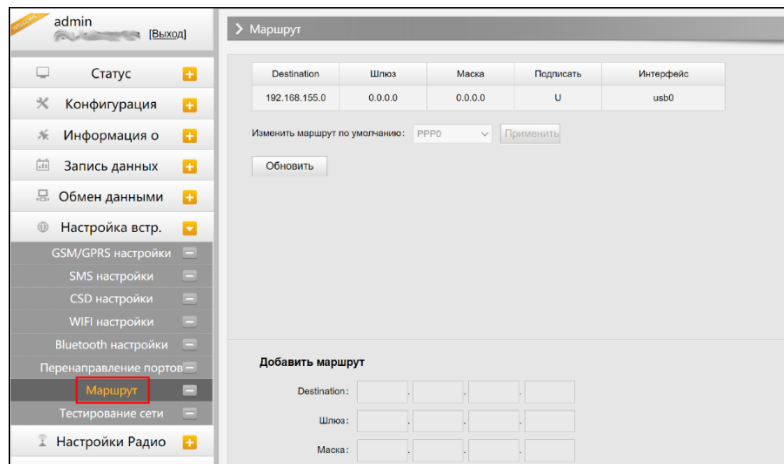 admin
[Выход]
Маршрут
Статус
Конфигурация
Информация о
Запись данных
Обмен данными
Настройка встр.
GSM/GPRS настройки
SMS настройки
CSD настройки
WIFI настройки
Bluetooth настройки
Перенаправление портов
Маршрут
Тестирование сети
Настройки Радио
Destination Шлюз Маска Подписать Интерфейс
192.168.155.0 0.0.0.0 0.0.0.0 U usb0
Изменить маршрут по умолчанию: PPP0 Применить
Обновить
Добавить маршрут
Destination: . . .
Шлюз: . . .
Маска: . . .